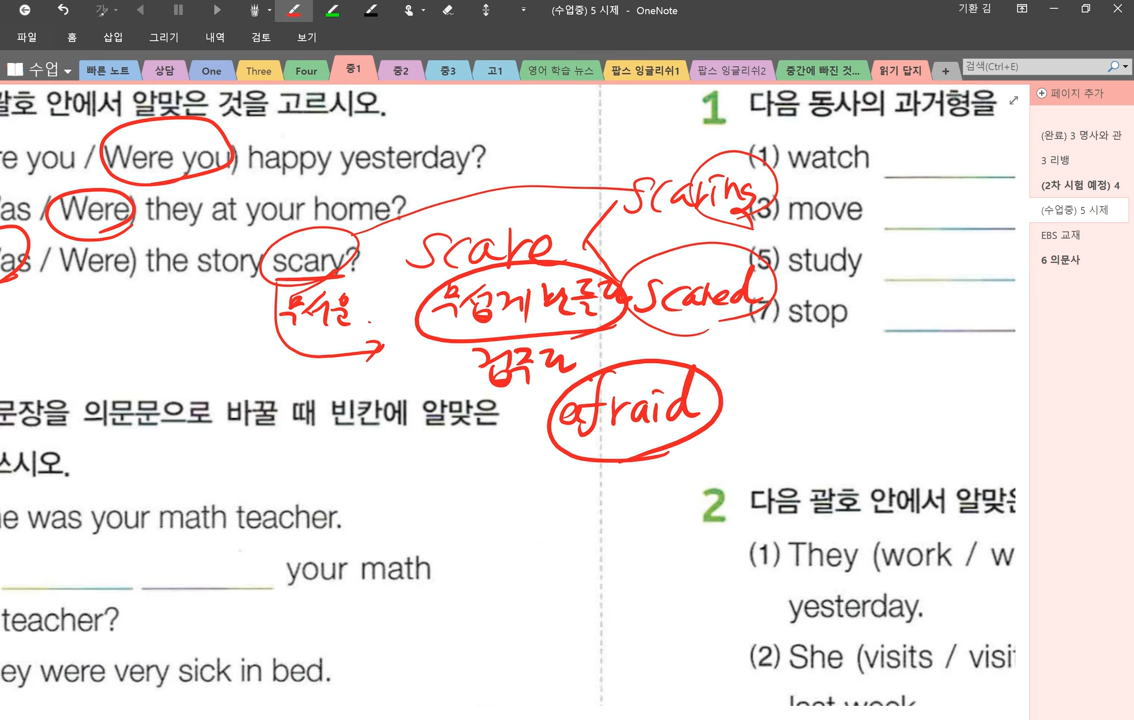 (수업중) 5 시제 - OneNote
기환 김
파일 홈 삽입 그리기 내역 검토 보기
수업 빠른 노트 상담 One Three Four 중1 중2 중3 고1 영어 학습 뉴스 팝스 잉글리쉬1 팝스 잉글리쉬2 중간에 빠진 것... 읽기 답지 + 검색(Ctrl+E)
페이지 추가
(완료) 3 명사와 관
3 리뱅
(2차 시험 예정) 4
(수업중) 5 시제
EBS 교재
6 의문사
괄호 안에서 알맞은 것을 고르시오.
re you / Were you) happy yesterday?
as / Were) they at your home?
as / Were) the story scary?
무서운
scare
scaring
scared
무섭게 만들다
겁주다
afraid
문장을 의문문으로 바꿀 때 빈칸에 알맞은
쓰시오.
he was your math teacher.
your math
teacher?
ey were very sick in bed.
1 다음 동사의 과거형을
(1) watch
(3) move
(5) study
(7) stop
2 다음 괄호 안에서 알맞은
(1) They (work / w
yesterday.
(2) She (visits / visi
last week